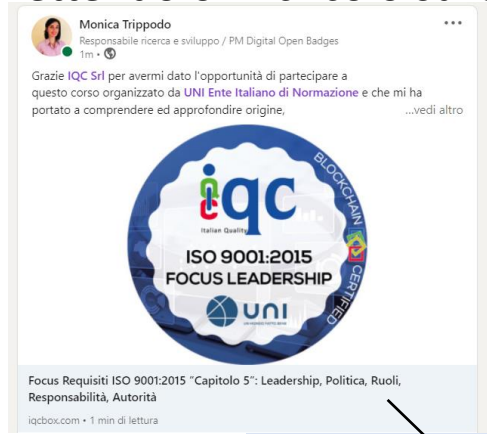 Monica Trippodo
Responsabile ricerca e sviluppo / PM Digital Open Badges
1m •
Grazie IQC Srl per avermi dato l'opportunità di partecipare a
questo corso organizzato da UNI Ente Italiano di Normazione e che mi ha
portato a comprendere ed approfondire origine, ...vedi altro
BLOCKCHAIN
CERTIFIED
iqc
Italian Quality
ISO 9001:2015
FOCUS LEADERSHIP
UNI
Focus Requisiti ISO 9001:2015 "Capitolo 5": Leadership, Politica, Ruoli,
Responsabilità, Autorità
iqcbox.com • 1 min di lettura